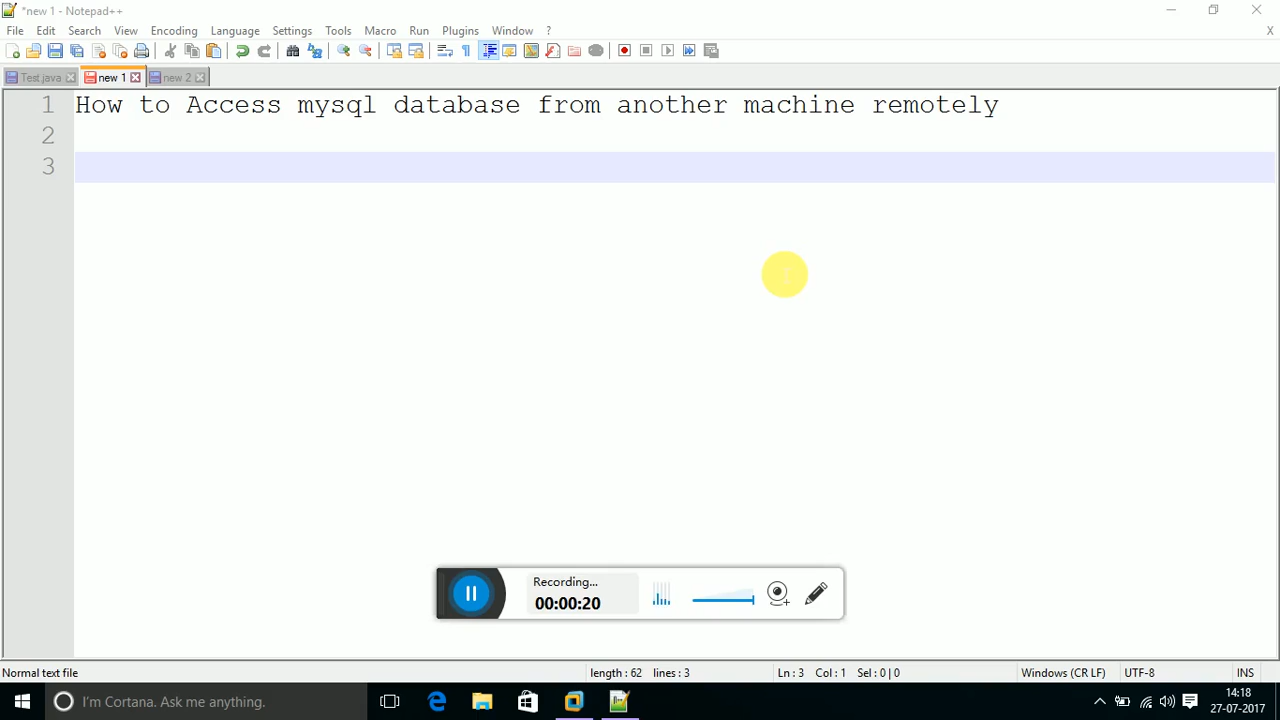 *new 1 - Notepad++
File Edit Search View Encoding Language Settings Tools Macro Run Plugins Window ? X
Test java new 1 new 2
1 How to Access mysql database from another machine remotely
2
3
Recording...
00:00:20
Normal text file length : 62 lines : 3 Ln : 3 Col : 1 Sel : 0 | 0 Windows (CR LF) UTF-8 INS
I'm Cortana. Ask me anything. 14:18
27-07-2017